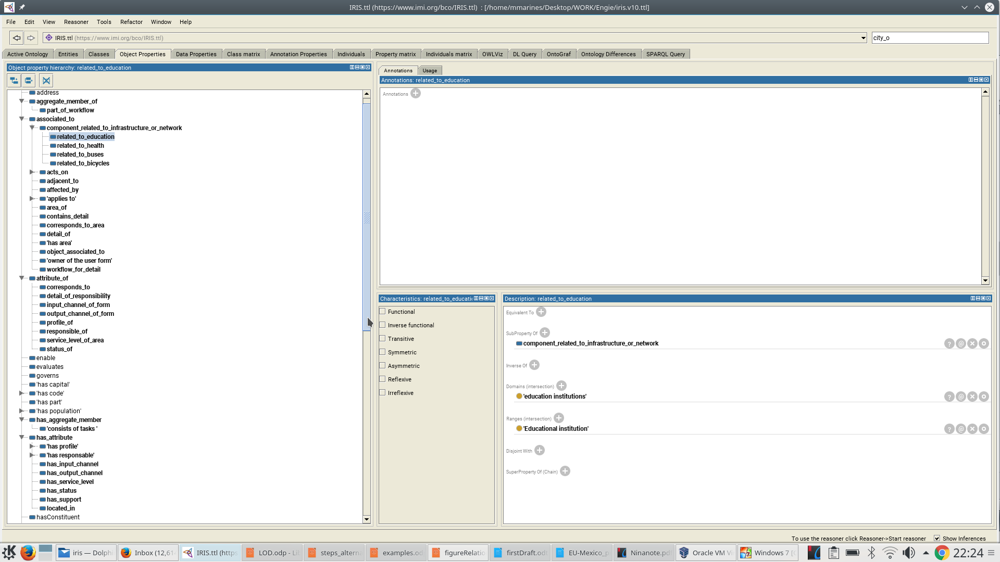 IRIS.ttl (https://www.imi.org/bco/IRIS.ttl) : [/home/mmarines/Desktop/WORK/Engie/iris.v10.ttl]
File Edit View Reasoner Tools Refactor Window Help
IRIS.ttl (https://www.imi.org/bco/IRIS.ttl)
city_o
Active Ontology Entities Classes Object Properties Data Properties Class matrix Annotation Properties Individuals Property matrix Individuals matrix OWLViz DL Query OntoGraf Ontology Differences SPARQL Query
Object property hierarchy: related_to_education
address
aggregate_member_of
part_of_workflow
associated_to
component_related_to_infrastructure_or_network
related_to_education
related_to_health
related_to_buses
related_to_bicycles
acts_on
adjacent_to
affected_by
'applies to'
area_of
contains_detail
corresponds_to_area
detail_of
'has area'
object_associated_to
'owner of the user form'
workflow_for_detail
attribute_of
corresponds_to
detail_of_responsibility
input_channel_of_form
output_channel_of_form
profile_of
responsible_of
service_level_of_area
status_of
enable
evaluates
governs
'has capital'
'has code'
'has part'
'has population'
has_aggregate_member
'consists of tasks '
has_attribute
'has profile'
'has responsable'
has_input_channel
has_output_channel
has_service_level
has_status
has_support
located_in
hasConstituent
Annotations Usage
Annotations: related_to_education
Annotations
Characteristics: related_to_educati
Functional
Inverse functional
Transitive
Symmetric
Asymmetric
Reflexive
Irreflexive
Description: related_to_education
Equivalent To
SubProperty Of
component_related_to_infrastructure_or_network
Inverse Of
Domains (intersection)
'education institutions'
Ranges (intersection)
'Educational institution'
Disjoint With
SuperProperty Of (Chain)
To use the reasoner click Reasoner->Start reasoner Show Inferences
iris — Dolph Inbox (12,61 IRIS.ttl (https LOD.odp - Li steps_altern examples.od figureRelatio firstDraft.odt EU-Mexico_p Ninanote.pdf Oracle VM Vi Windows 7 [ 22:24